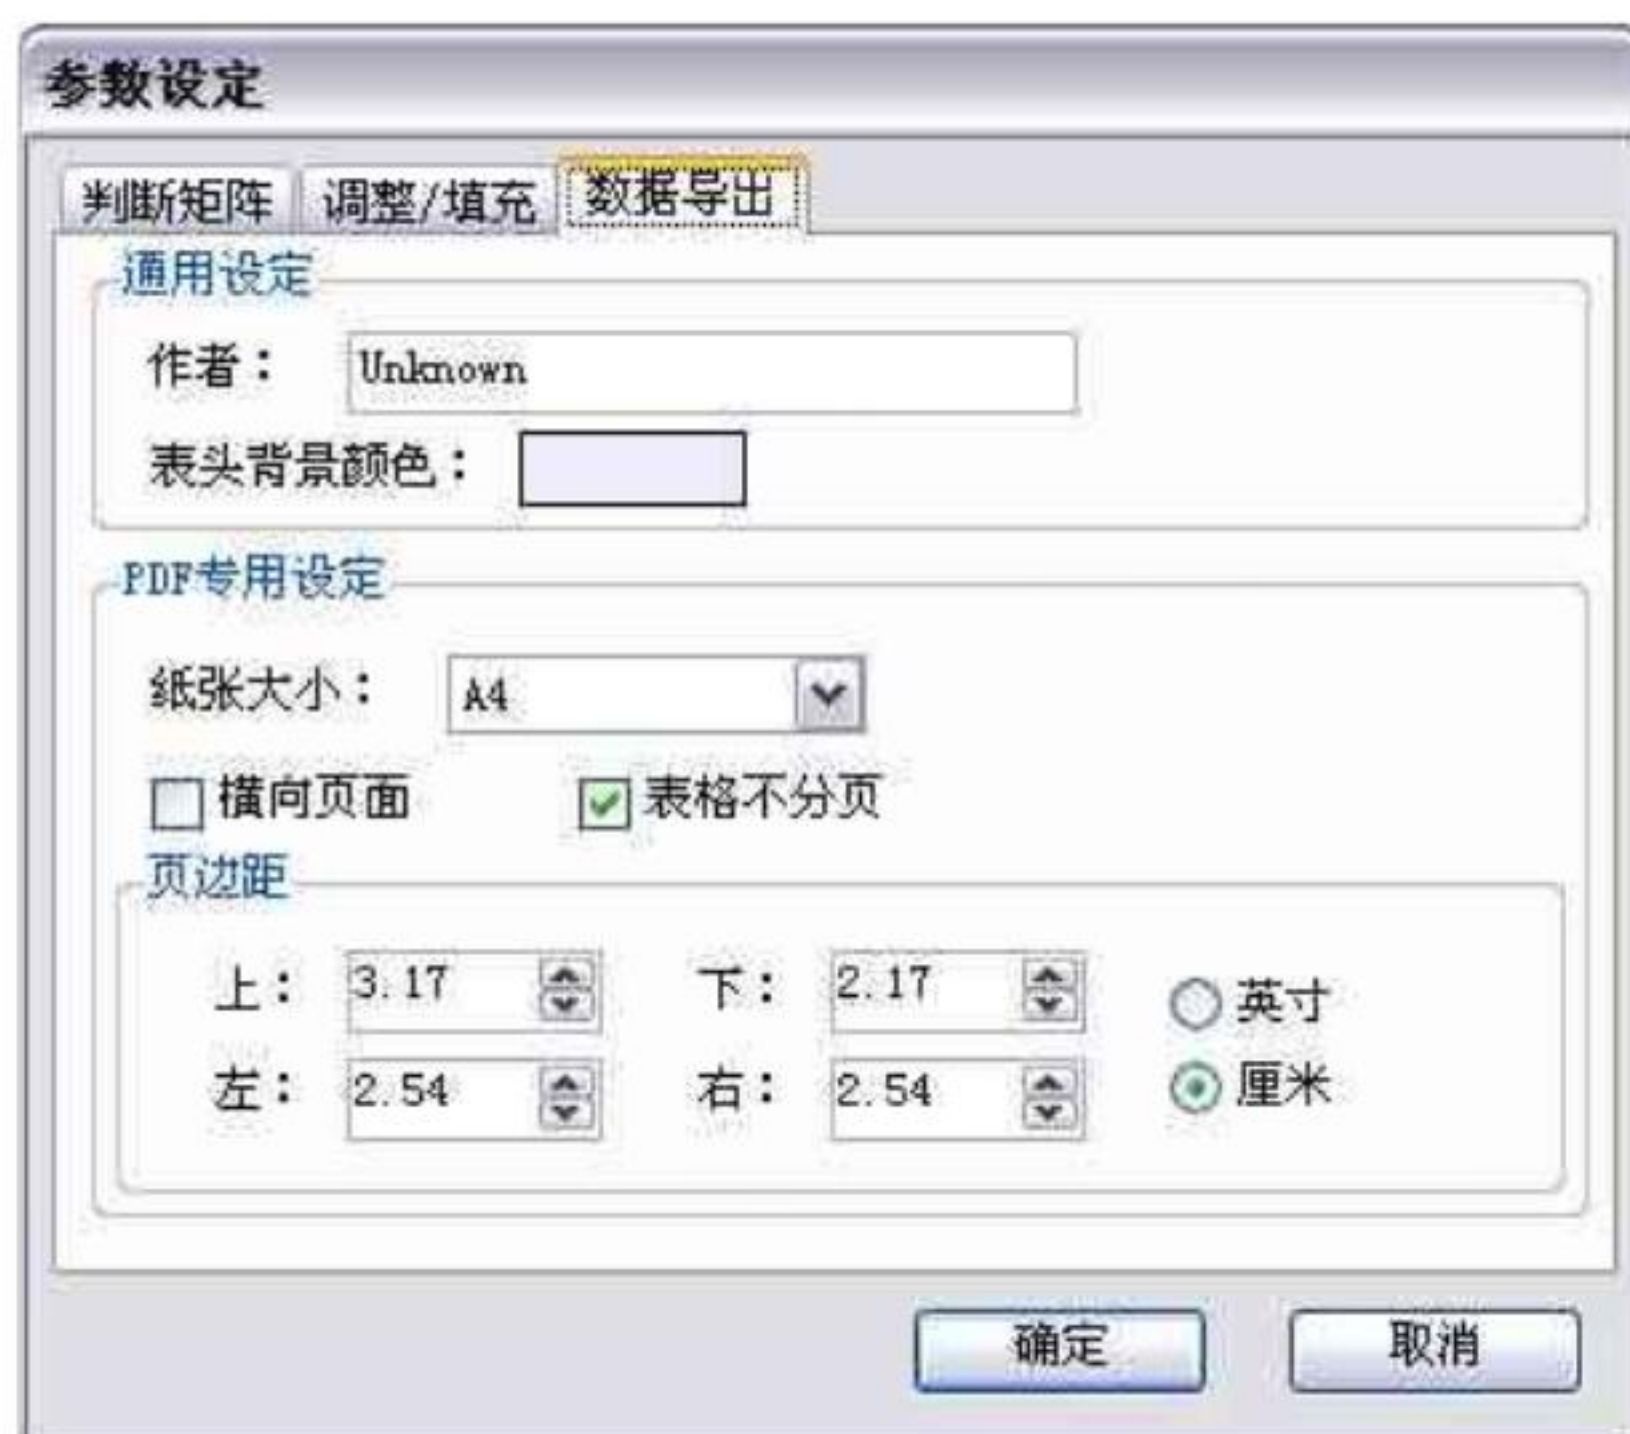 参数设定
判断矩阵 调整/填充 数据导出
通用设定
作者： Unknown
表头背景颜色：
PDF专用设定
纸张大小： A4
横向页面 表格不分页
页边距
上： 3.17 下： 2.17 英寸
左： 2.54 右： 2.54 厘米
确定 取消